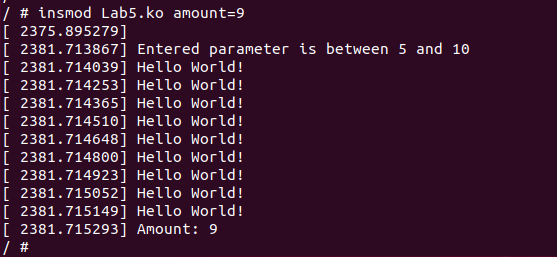 / # insmod Lab5.ko amount=9
[ 2375.895279]
[ 2381.713867] Entered parameter is between 5 and 10
[ 2381.714039] Hello World!
[ 2381.714253] Hello World!
[ 2381.714365] Hello World!
[ 2381.714510] Hello World!
[ 2381.714648] Hello World!
[ 2381.714800] Hello World!
[ 2381.714923] Hello World!
[ 2381.715052] Hello World!
[ 2381.715149] Hello World!
[ 2381.715293] Amount: 9
/ #